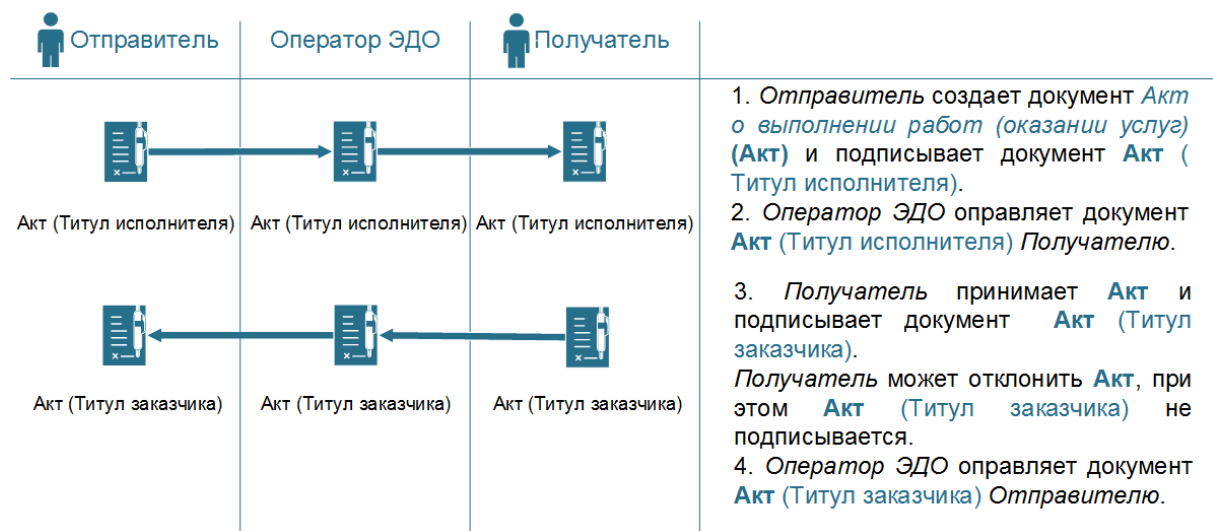 Отправитель
Оператор ЭДО
Получатель
Акт (Титул исполнителя)
Акт (Титул исполнителя)
Акт (Титул исполнителя)
Акт (Титул заказчика)
Акт (Титул заказчика)
Акт (Титул заказчика)
1. Отправитель создает документ Акт
о выполнении работ (оказании услуг)
(Акт) и подписывает документ Акт (
Титул исполнителя).
2. Оператор ЭДО оправляет документ
Акт (Титул исполнителя) Получателю.
3. Получатель принимает Акт и
подписывает документ Акт (Титул
заказчика).
Получатель может отклонить Акт, при
этом Акт (Титул заказчика) не
подписывается.
4. Оператор ЭДО оправляет документ
Акт (Титул заказчика) Отправителю.